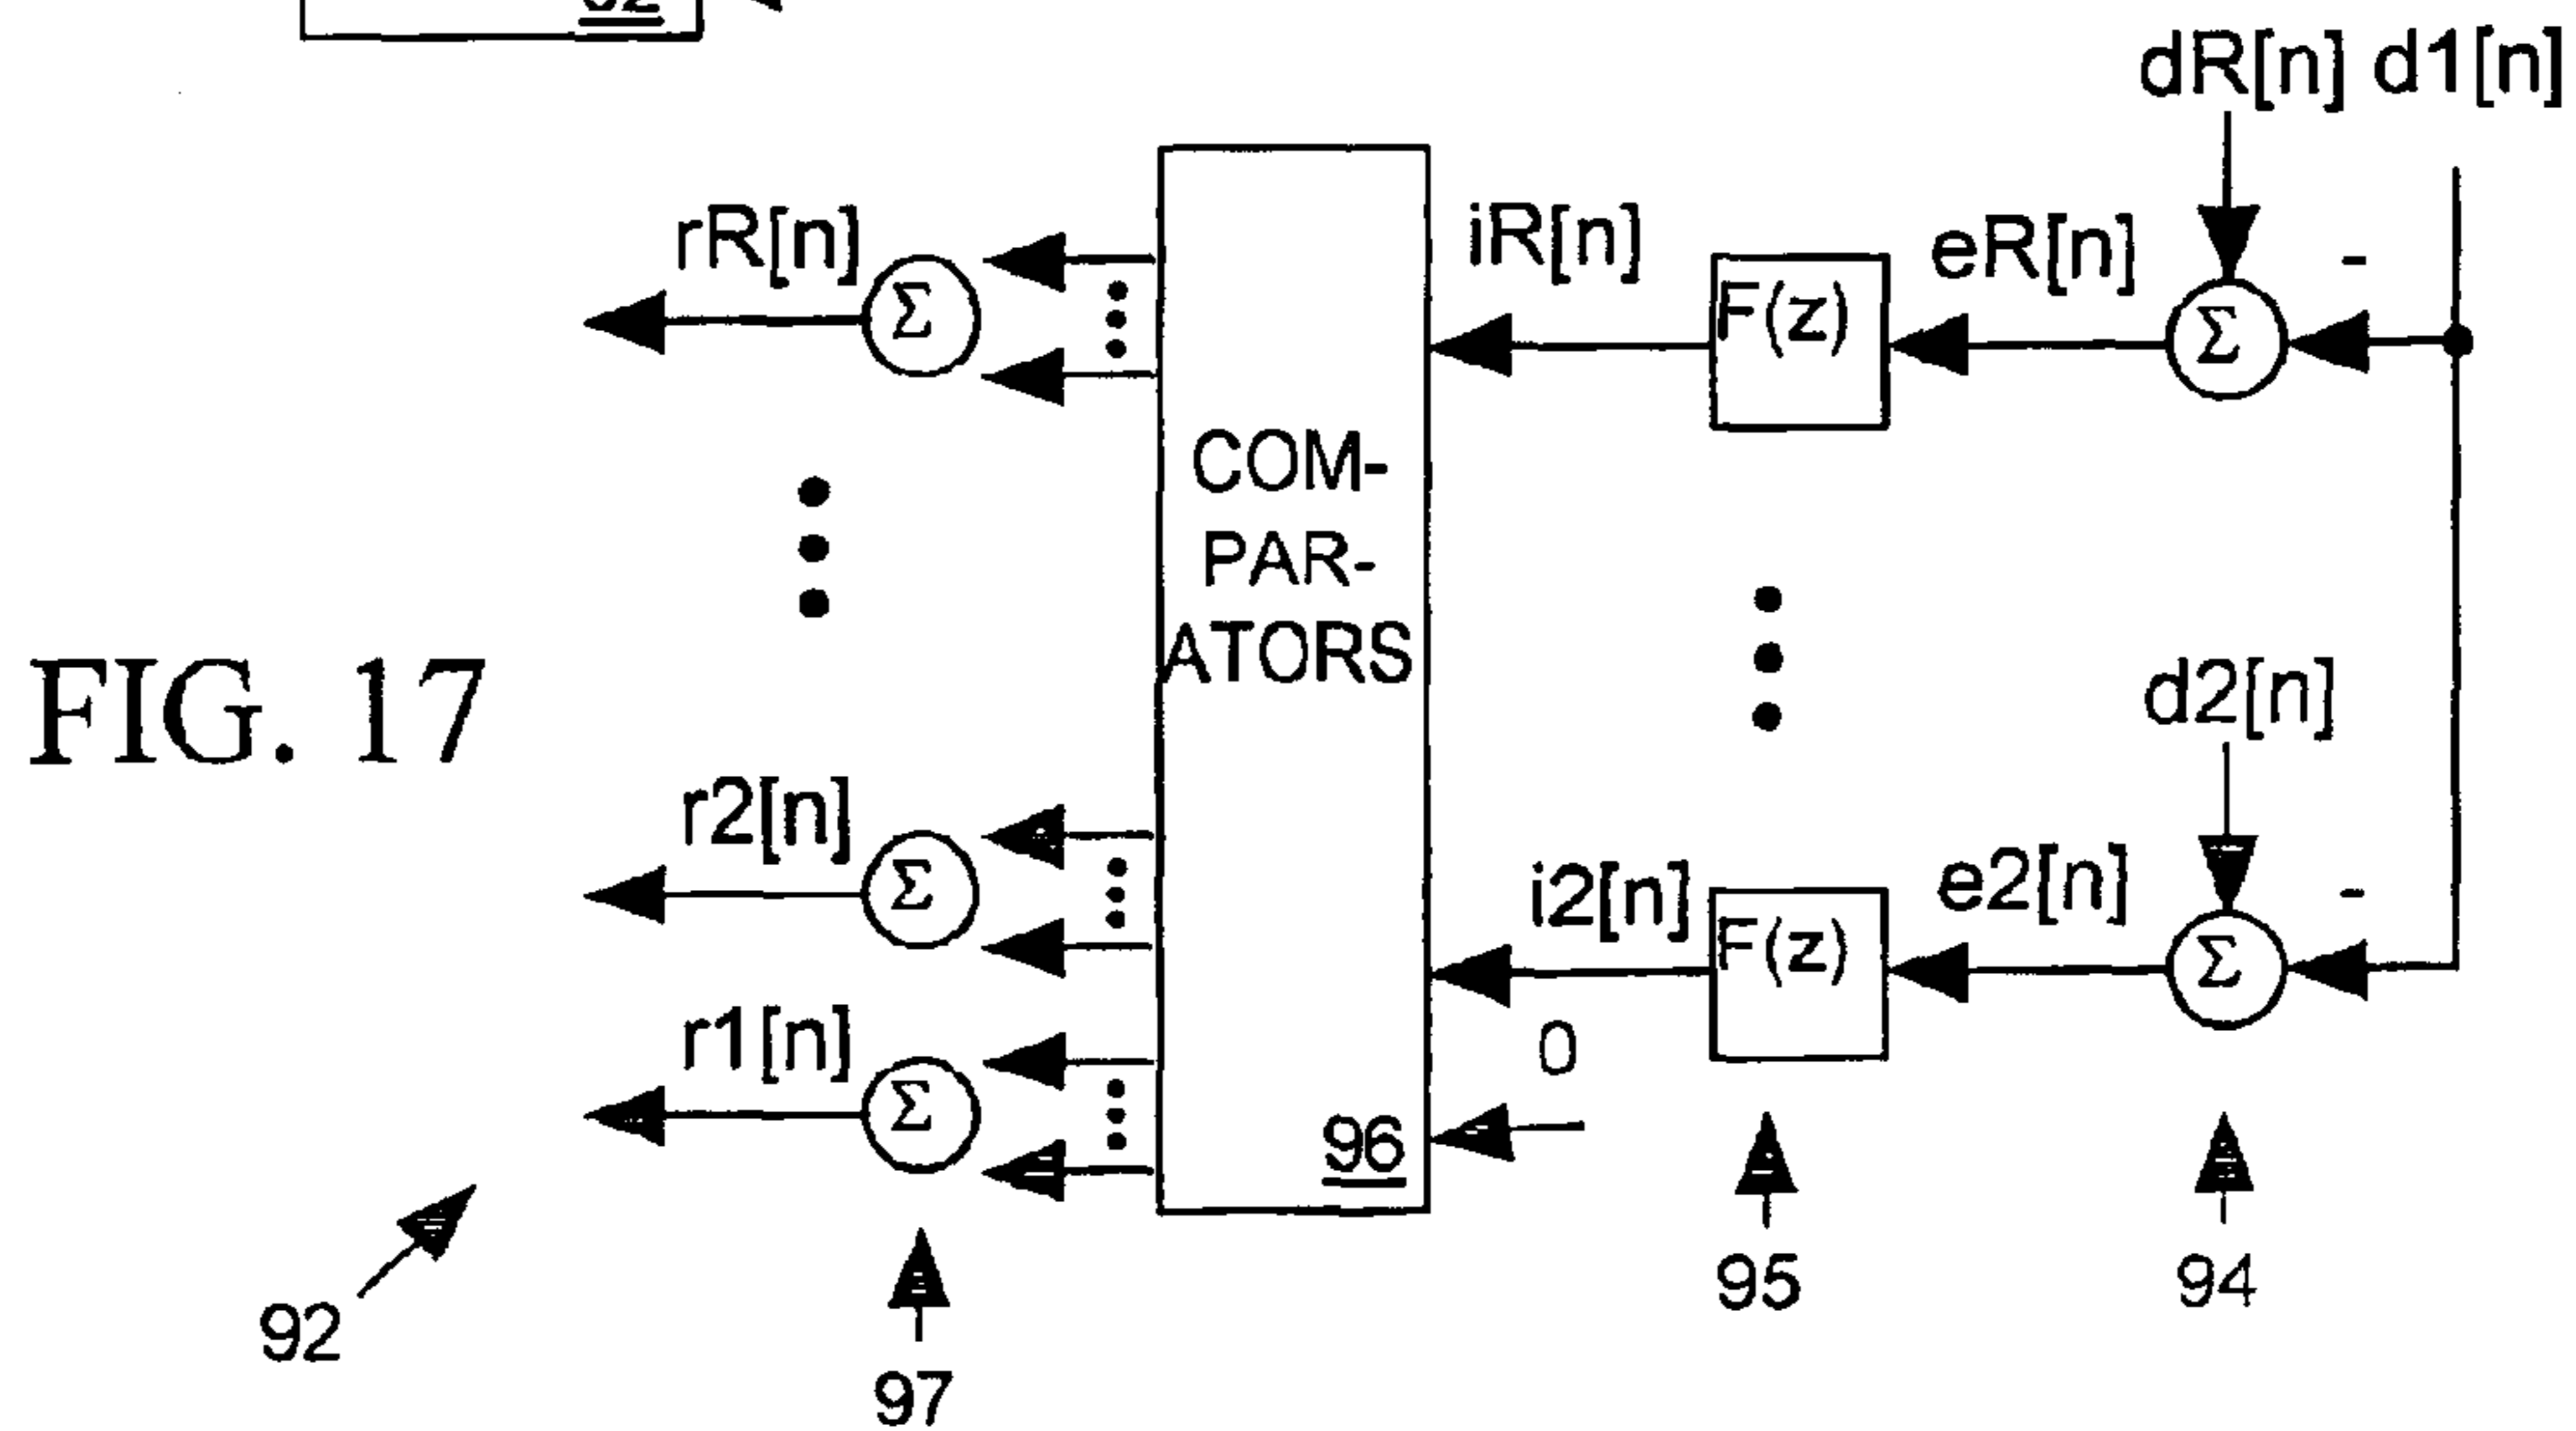 dR[n] d1[n]
rR[n]
iR[n]
eR[n]
-
Σ
F(z)
Σ
COM-
PAR-
ATORS
FIG. 17
d2[n]
r2[n]
i2[n]
e2[n]
-
Σ
F(z)
Σ
r1[n]
0
Σ
96
92
97
95
94